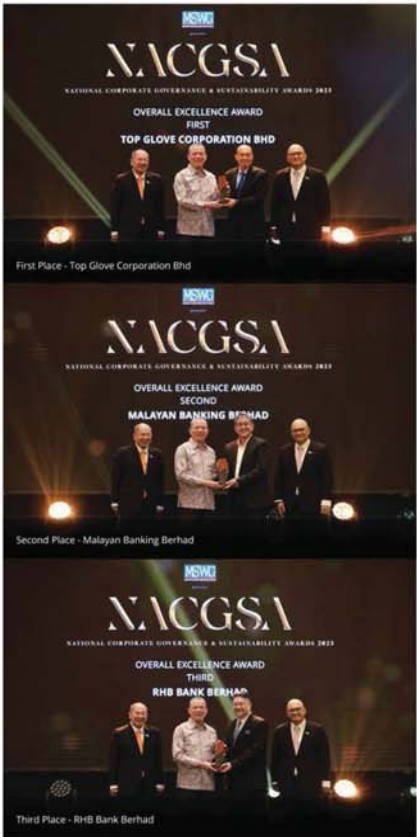 MSWG
presents
NACGSA
NATIONAL CORPORATE GOVERNANCE & SUSTAINABILITY AWARDS 2023
OVERALL EXCELLENCE AWARD
FIRST
TOP GLOVE CORPORATION BHD
First Place - Top Glove Corporation Bhd
MSWG
presents
NACGSA
NATIONAL CORPORATE GOVERNANCE & SUSTAINABILITY AWARDS 2023
OVERALL EXCELLENCE AWARD
SECOND
MALAYAN BANKING BERHAD
Second Place - Malayan Banking Berhad
MSWG
presents
NACGSA
NATIONAL CORPORATE GOVERNANCE & SUSTAINABILITY AWARDS 2023
OVERALL EXCELLENCE AWARD
THIRD
RHB BANK BERHAD
Third Place - RHB Bank Berhad